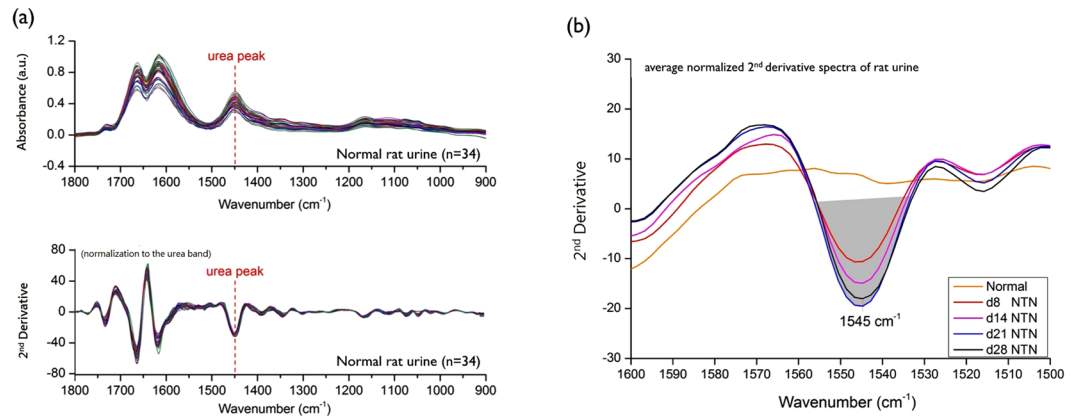 (a)
urea peak
1.2
0.8
0.4
0.0
-0.4
Absorbance (a.u.)
Normal rat urine (n=34)
1800 1700 1600 1500 1400 1300 1200 1100 1000 900
Wavenumber (cm⁻¹)
(normalization to the urea band)
urea peak
80
40
0
-40
-80
2nd Derivative
Normal rat urine (n=34)
1800 1700 1600 1500 1400 1300 1200 1100 1000 900
Wavenumber (cm⁻¹)
(b)
average normalized 2nd derivative spectra of rat urine
30
20
10
0
-10
-20
-30
2nd Derivative
1545 cm⁻¹
Normal
d8 NTN
d14 NTN
d21 NTN
d28 NTN
1600 1590 1580 1570 1560 1550 1540 1530 1520 1510 1500
Wavenumber (cm⁻¹)